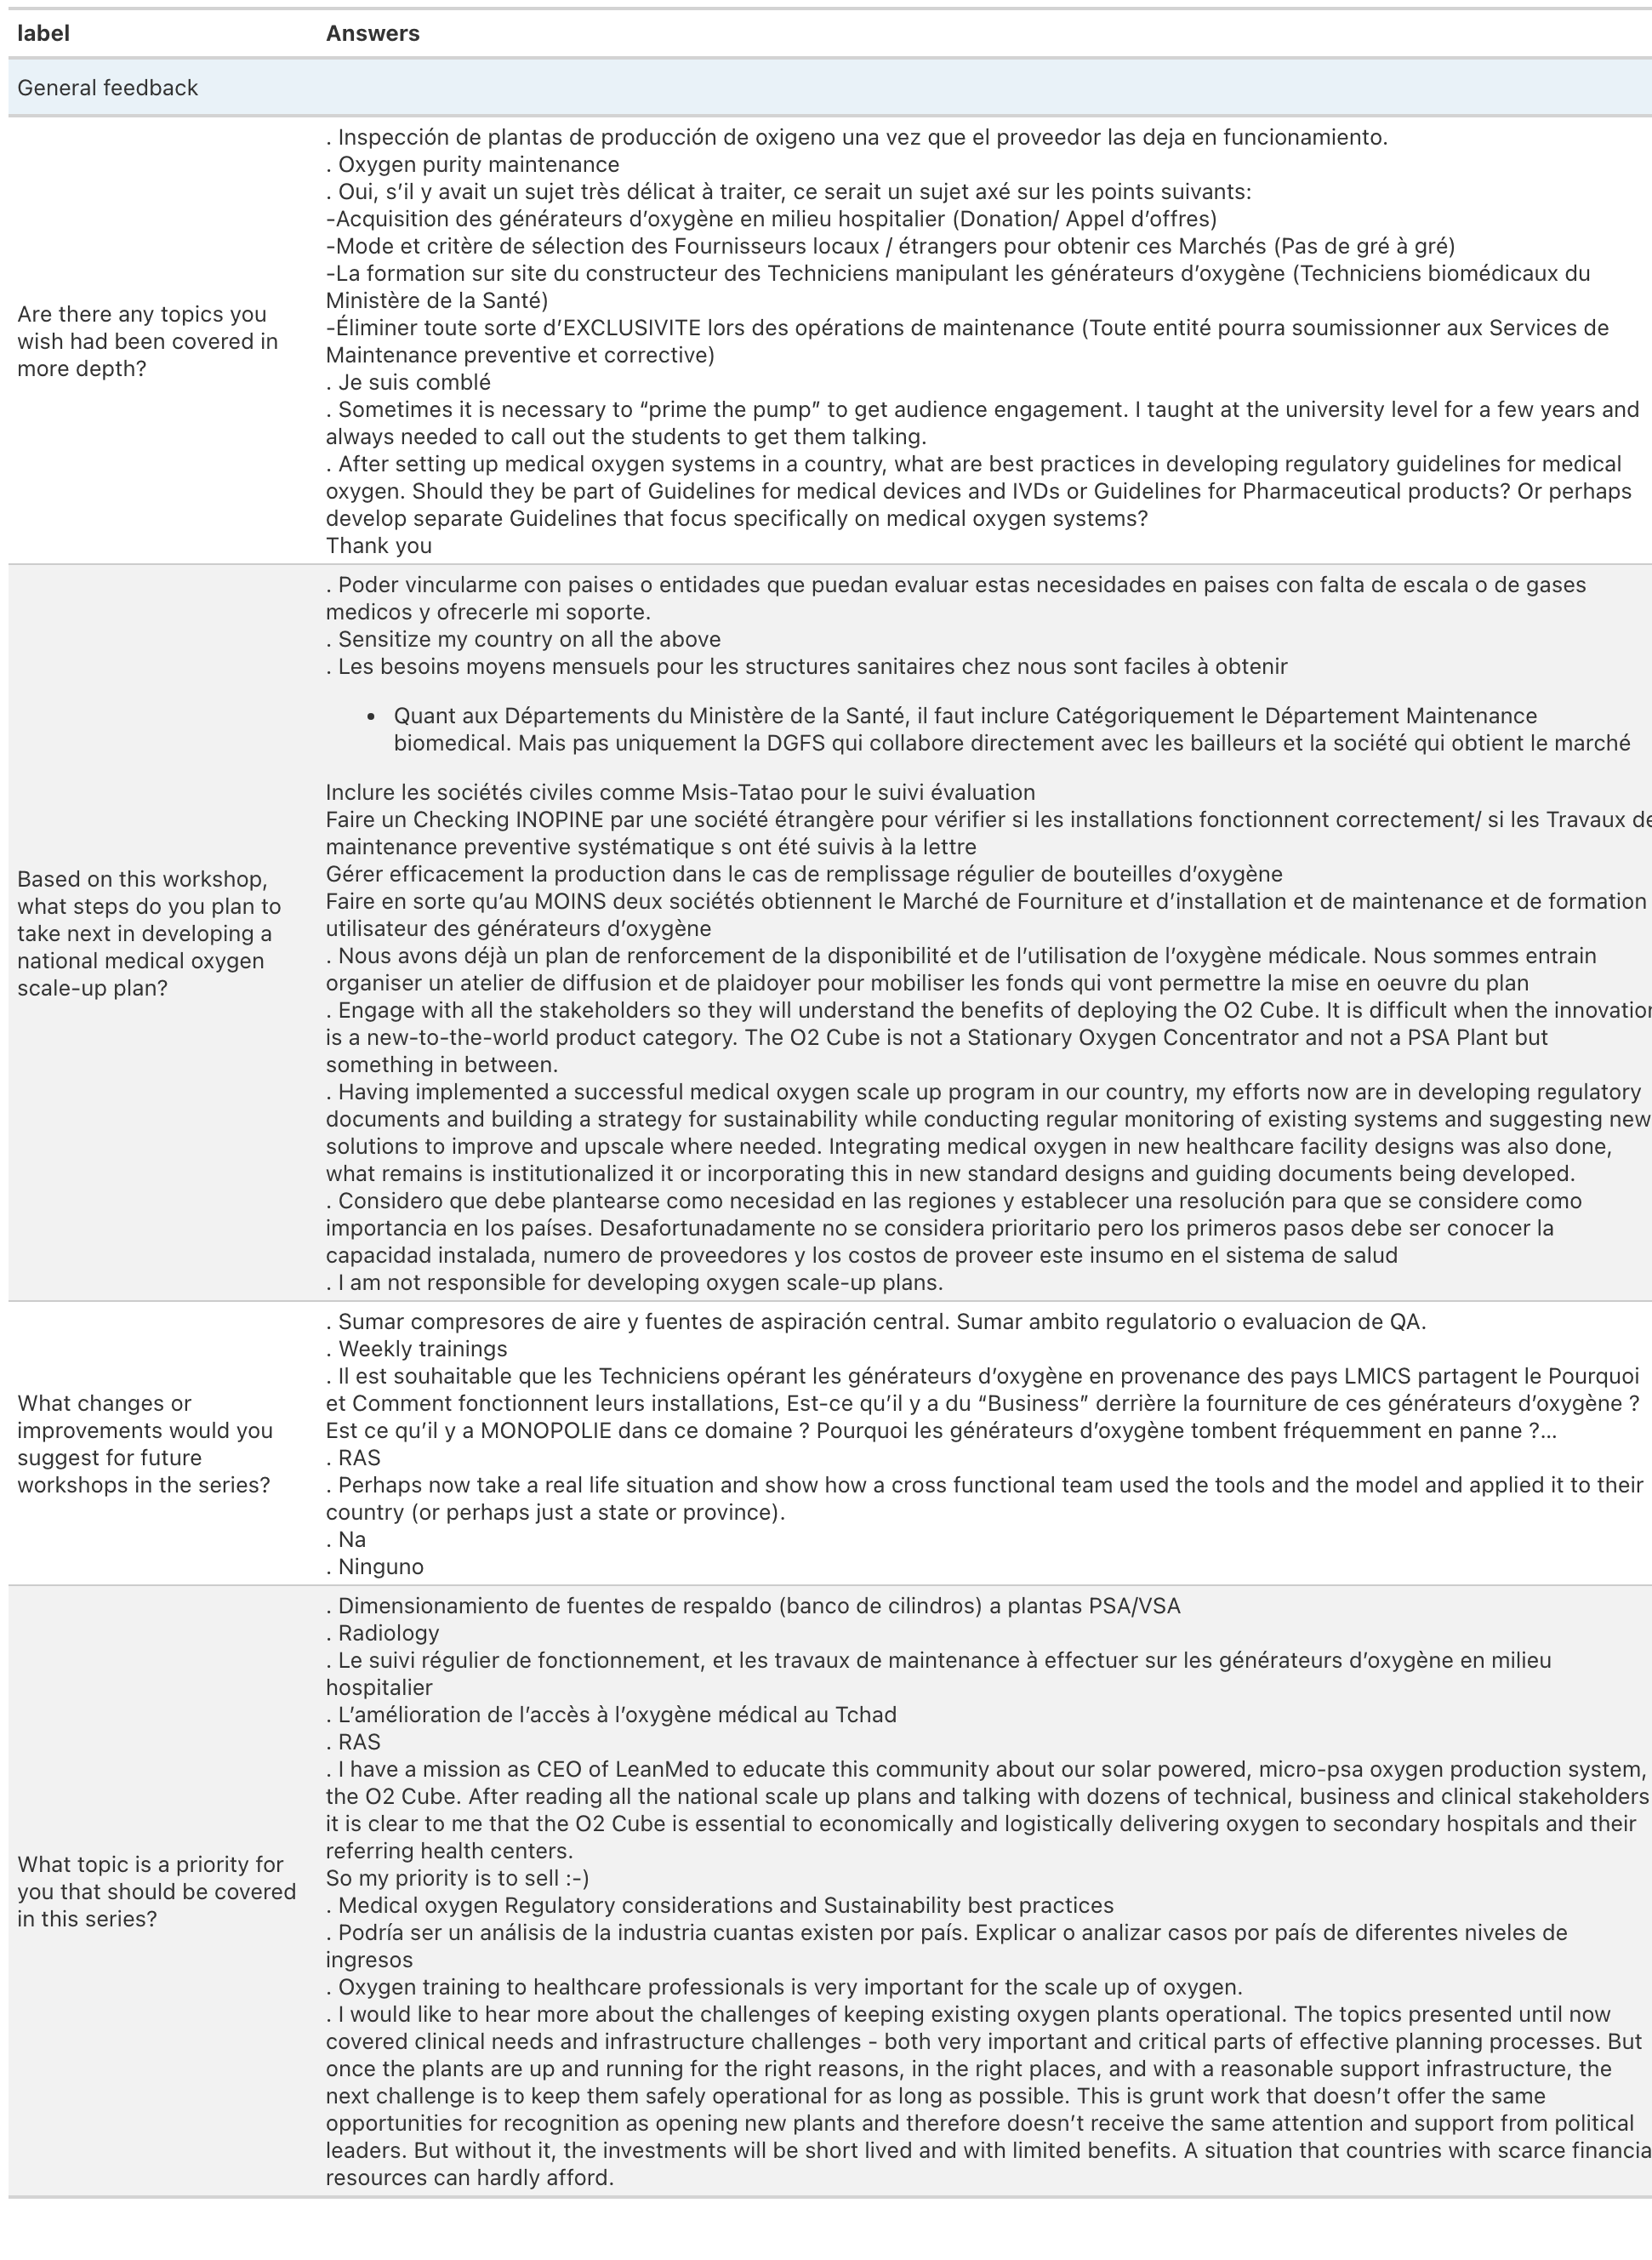 label Answers
General feedback
Are there any topics you
wish had been covered in
more depth?
. Inspección de plantas de producción de oxigeno una vez que el proveedor las deja en funcionamiento.
. Oxygen purity maintenance
. Oui, s’il y avait un sujet très délicat à traiter, ce serait un sujet axé sur les points suivants:
-Acquisition des générateurs d’oxygène en milieu hospitalier (Donation/ Appel d’offres)
-Mode et critère de sélection des Fournisseurs locaux / étrangers pour obtenir ces Marchés (Pas de gré à gré)
-La formation sur site du constructeur des Techniciens manipulant les générateurs d’oxygène (Techniciens biomédicaux du
Ministère de la Santé)
-Éliminer toute sorte d’EXCLUSIVITE lors des opérations de maintenance (Toute entité pourra soumissionner aux Services de
Maintenance preventive et corrective)
. Je suis comblé
. Sometimes it is necessary to “prime the pump” to get audience engagement. I taught at the university level for a few years and
always needed to call out the students to get them talking.
. After setting up medical oxygen systems in a country, what are best practices in developing regulatory guidelines for medical
oxygen. Should they be part of Guidelines for medical devices and IVDs or Guidelines for Pharmaceutical products? Or perhaps
develop separate Guidelines that focus specifically on medical oxygen systems?
Thank you
Based on this workshop,
what steps do you plan to
take next in developing a
national medical oxygen
scale-up plan?
. Poder vincularme con paises o entidades que puedan evaluar estas necesidades en paises con falta de escala o de gases
medicos y ofrecerle mi soporte.
. Sensitize my country on all the above
. Les besoins moyens mensuels pour les structures sanitaires chez nous sont faciles à obtenir
• Quant aux Départements du Ministère de la Santé, il faut inclure Catégoriquement le Département Maintenance
biomedical. Mais pas uniquement la DGFS qui collabore directement avec les bailleurs et la société qui obtient le marché
Inclure les sociétés civiles comme Msis-Tatao pour le suivi évaluation
Faire un Checking INOPINE par une société étrangère pour vérifier si les installations fonctionnent correctement/ si les Travaux de
maintenance preventive systématique s ont été suivis à la lettre
Gérer efficacement la production dans le cas de remplissage régulier de bouteilles d’oxygène
Faire en sorte qu’au MOINS deux sociétés obtiennent le Marché de Fourniture et d’installation et de maintenance et de formation
utilisateur des générateurs d’oxygène
. Nous avons déjà un plan de renforcement de la disponibilité et de l’utilisation de l’oxygène médicale. Nous sommes entrain
organiser un atelier de diffusion et de plaidoyer pour mobiliser les fonds qui vont permettre la mise en oeuvre du plan
. Engage with all the stakeholders so they will understand the benefits of deploying the O2 Cube. It is difficult when the innovation
is a new-to-the-world product category. The O2 Cube is not a Stationary Oxygen Concentrator and not a PSA Plant but
something in between.
. Having implemented a successful medical oxygen scale up program in our country, my efforts now are in developing regulatory
documents and building a strategy for sustainability while conducting regular monitoring of existing systems and suggesting new
solutions to improve and upscale where needed. Integrating medical oxygen in new healthcare facility designs was also done,
what remains is institutionalized it or incorporating this in new standard designs and guiding documents being developed.
. Considero que debe plantearse como necesidad en las regiones y establecer una resolución para que se considere como
importancia en los países. Desafortunadamente no se considera prioritario pero los primeros pasos debe ser conocer la
capacidad instalada, numero de proveedores y los costos de proveer este insumo en el sistema de salud
. I am not responsible for developing oxygen scale-up plans.
What changes or
improvements would you
suggest for future
workshops in the series?
. Sumar compresores de aire y fuentes de aspiración central. Sumar ambito regulatorio o evaluacion de QA.
. Weekly trainings
. Il est souhaitable que les Techniciens opérant les générateurs d’oxygène en provenance des pays LMICS partagent le Pourquoi
et Comment fonctionnent leurs installations, Est-ce qu’il y a du “Business” derrière la fourniture de ces générateurs d’oxygène ?
Est ce qu’il y a MONOPOLIE dans ce domaine ? Pourquoi les générateurs d’oxygène tombent fréquemment en panne ?…
. RAS
. Perhaps now take a real life situation and show how a cross functional team used the tools and the model and applied it to their
country (or perhaps just a state or province).
. Na
. Ninguno
What topic is a priority for
you that should be covered
in this series?
. Dimensionamiento de fuentes de respaldo (banco de cilindros) a plantas PSA/VSA
. Radiology
. Le suivi régulier de fonctionnement, et les travaux de maintenance à effectuer sur les générateurs d’oxygène en milieu
hospitalier
. L’amélioration de l’accès à l’oxygène médical au Tchad
. RAS
. I have a mission as CEO of LeanMed to educate this community about our solar powered, micro-psa oxygen production system,
the O2 Cube. After reading all the national scale up plans and talking with dozens of technical, business and clinical stakeholders
it is clear to me that the O2 Cube is essential to economically and logistically delivering oxygen to secondary hospitals and their
referring health centers.
So my priority is to sell :-)
. Medical oxygen Regulatory considerations and Sustainability best practices
. Podría ser un análisis de la industria cuantas existen por país. Explicar o analizar casos por país de diferentes niveles de
ingresos
. Oxygen training to healthcare professionals is very important for the scale up of oxygen.
. I would like to hear more about the challenges of keeping existing oxygen plants operational. The topics presented until now
covered clinical needs and infrastructure challenges - both very important and critical parts of effective planning processes. But
once the plants are up and running for the right reasons, in the right places, and with a reasonable support infrastructure, the
next challenge is to keep them safely operational for as long as possible. This is grunt work that doesn’t offer the same
opportunities for recognition as opening new plants and therefore doesn’t receive the same attention and support from political
leaders. But without it, the investments will be short lived and with limited benefits. A situation that countries with scarce financia
resources can hardly afford.